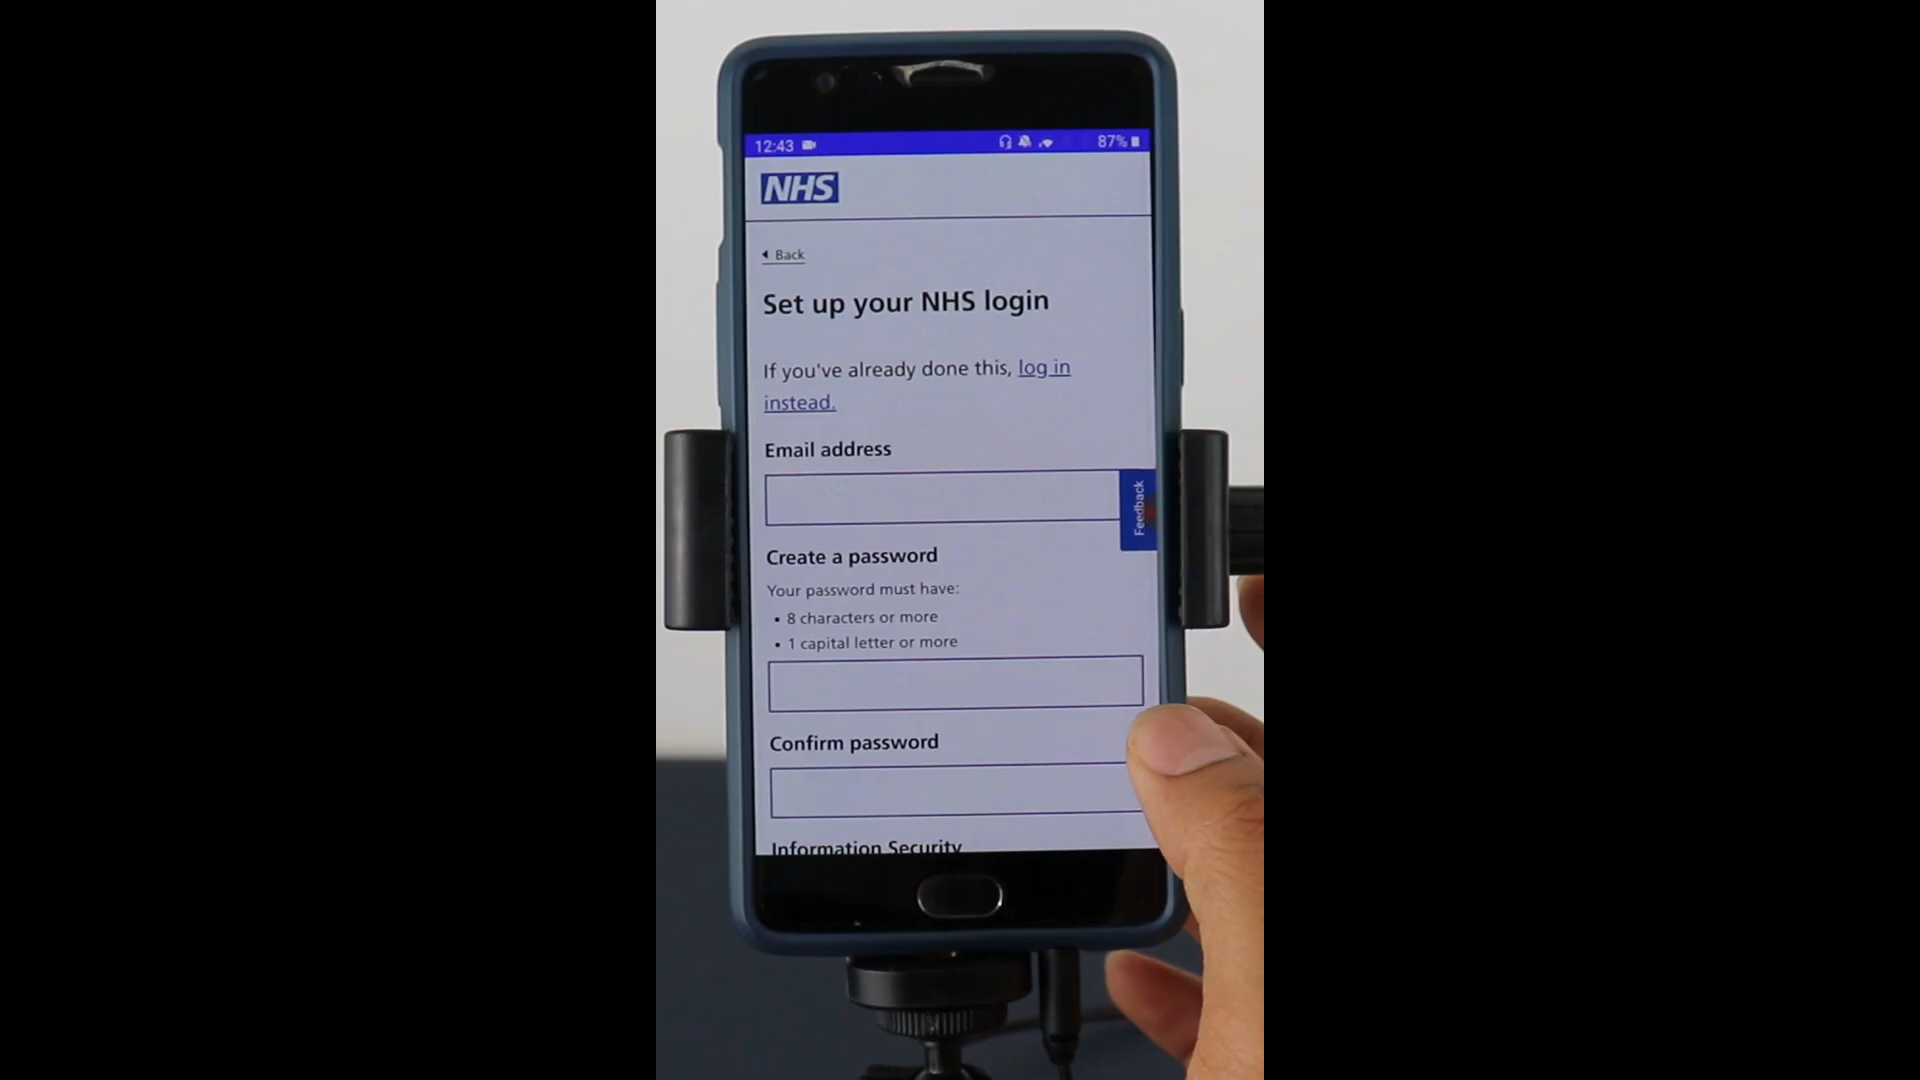 12:43 87%
NHS
Back
Set up your NHS login
If you've already done this, log in
instead.
Email address
Feedback
Create a password
Your password must have:
• 8 characters or more
• 1 capital letter or more
Confirm password
Information Security